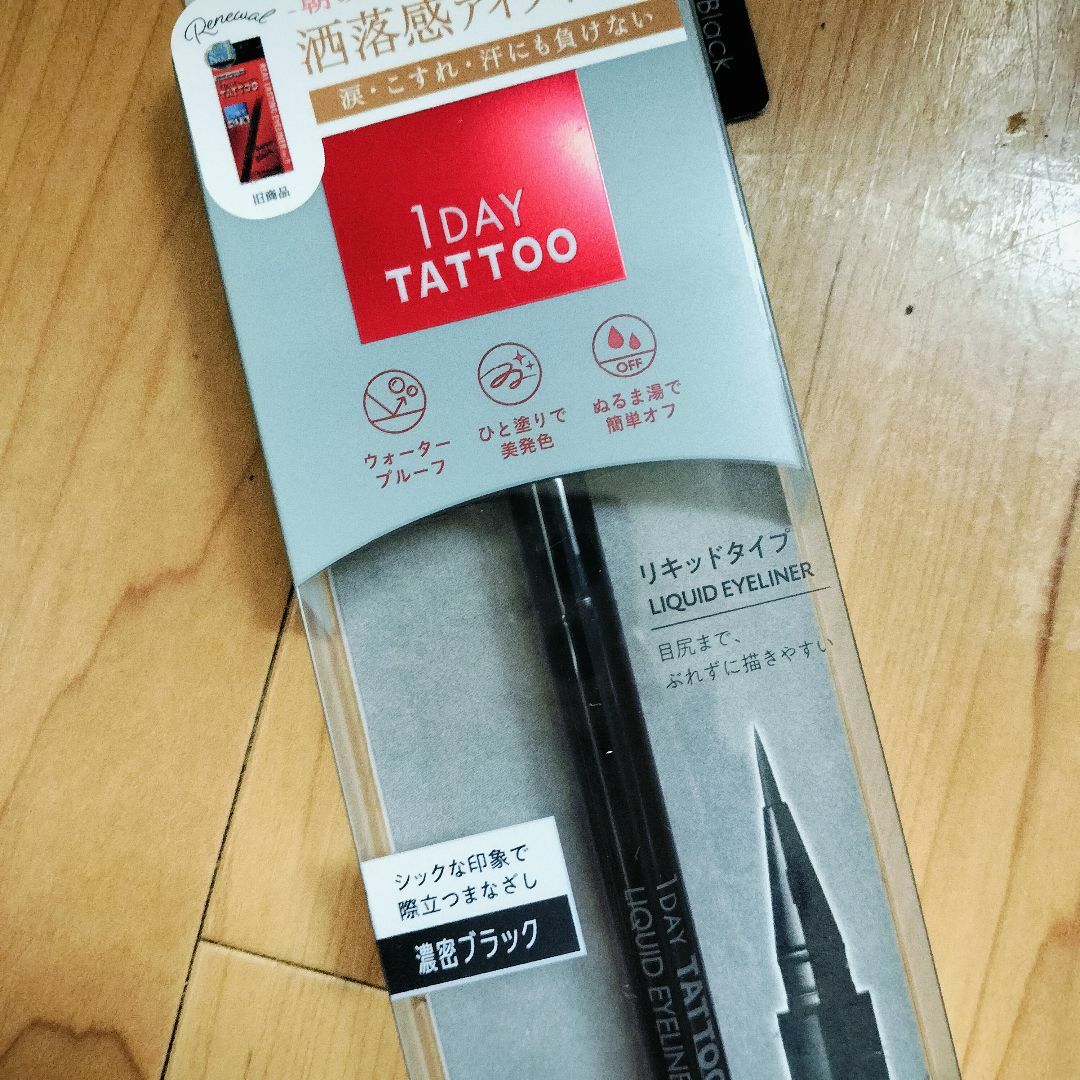 Renewal
No.1
TATTOO
旧商品
洒落感アイ
涙・こすれ・汗にも負けない
Black
1DAY
TATTOO
OFF
ウォーター
プルーフ
ひと塗りで
美発色
ぬるま湯で
簡単オフ
リキッドタイプ
LIQUID EYELINER
目尻まで、
ぶれずに描きやすい
シックな印象で
際立つまなざし
濃密ブラック
1DAY TATTOO
LIQUID EYELINE